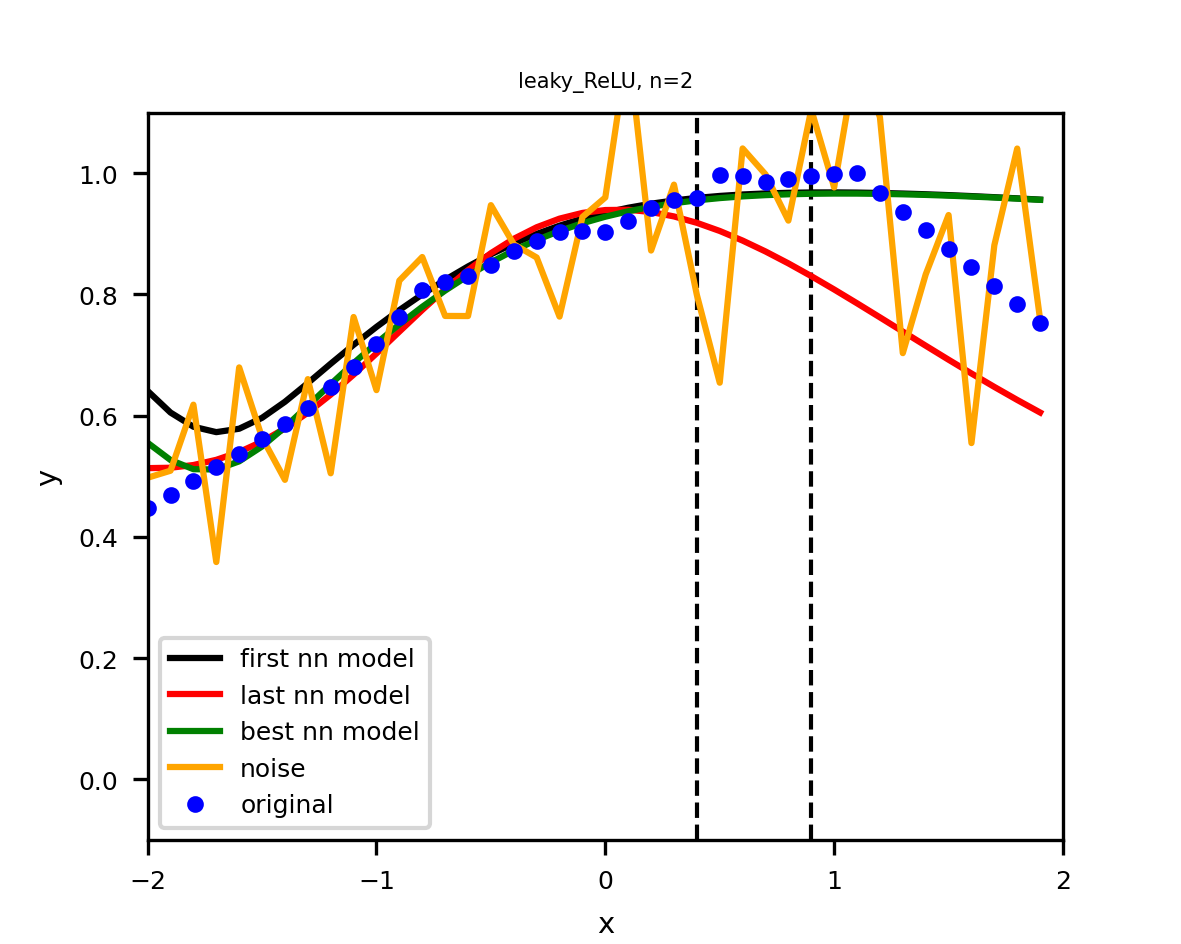 leaky_ReLU, n=2
1.0
0.8
0.6
0.4
0.2
0.0
y
first nn model
last nn model
best nn model
noise
original
−2
−1
0
1
2
x